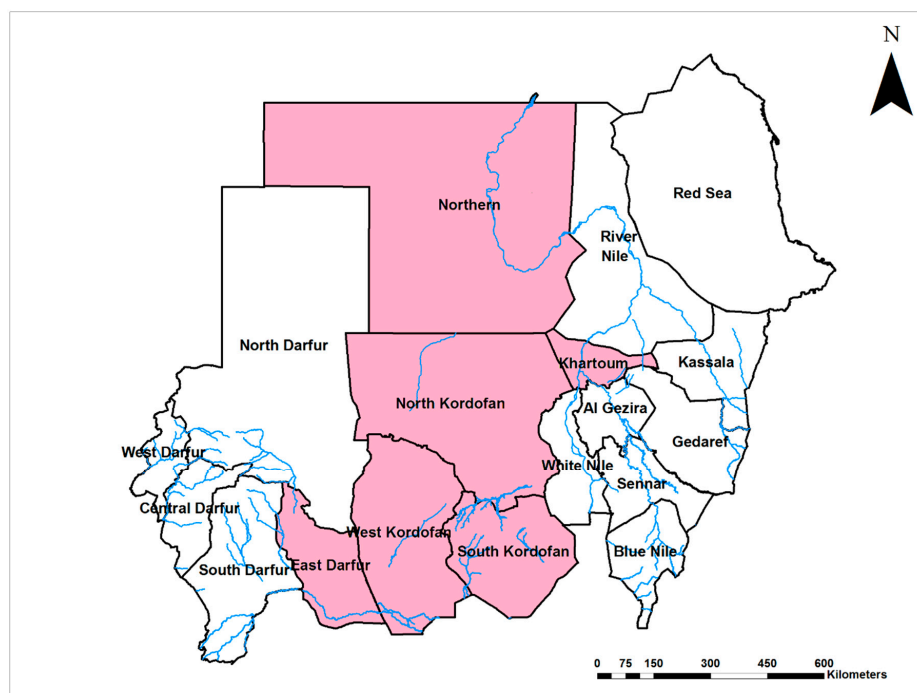 N
Red Sea
Northern
River
Nile
North Darfur
Khartoum
Kassala
North Kordofan
Al Gezira
Gedaref
West Darfur
White Nile
Sennar
Central Darfur
West Kordofan
South Kordofan
Blue Nile
East Darfur
South Darfur
0 75 150 300 450 600
Kilometers